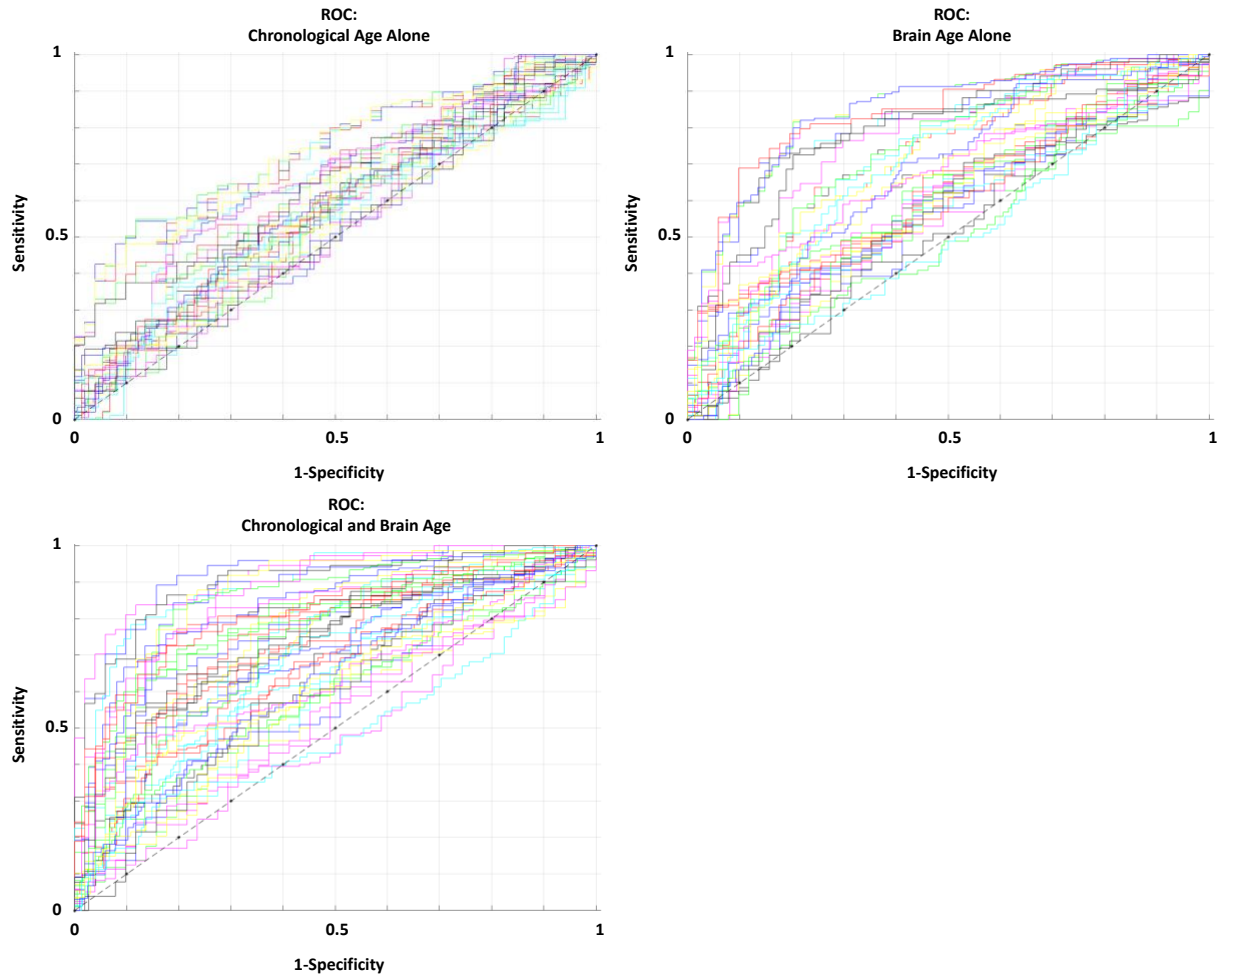 ROC:
Chronological Age Alone
1
Sensitivity
0.5
0
0
0.5
1
1-Specificity
ROC:
Brain Age Alone
1
Sensitivity
0.5
0
0
0.5
1
1-Specificity
ROC:
Chronological and Brain Age
1
Sensitivity
0.5
0
0
0.5
1
1-Specificity